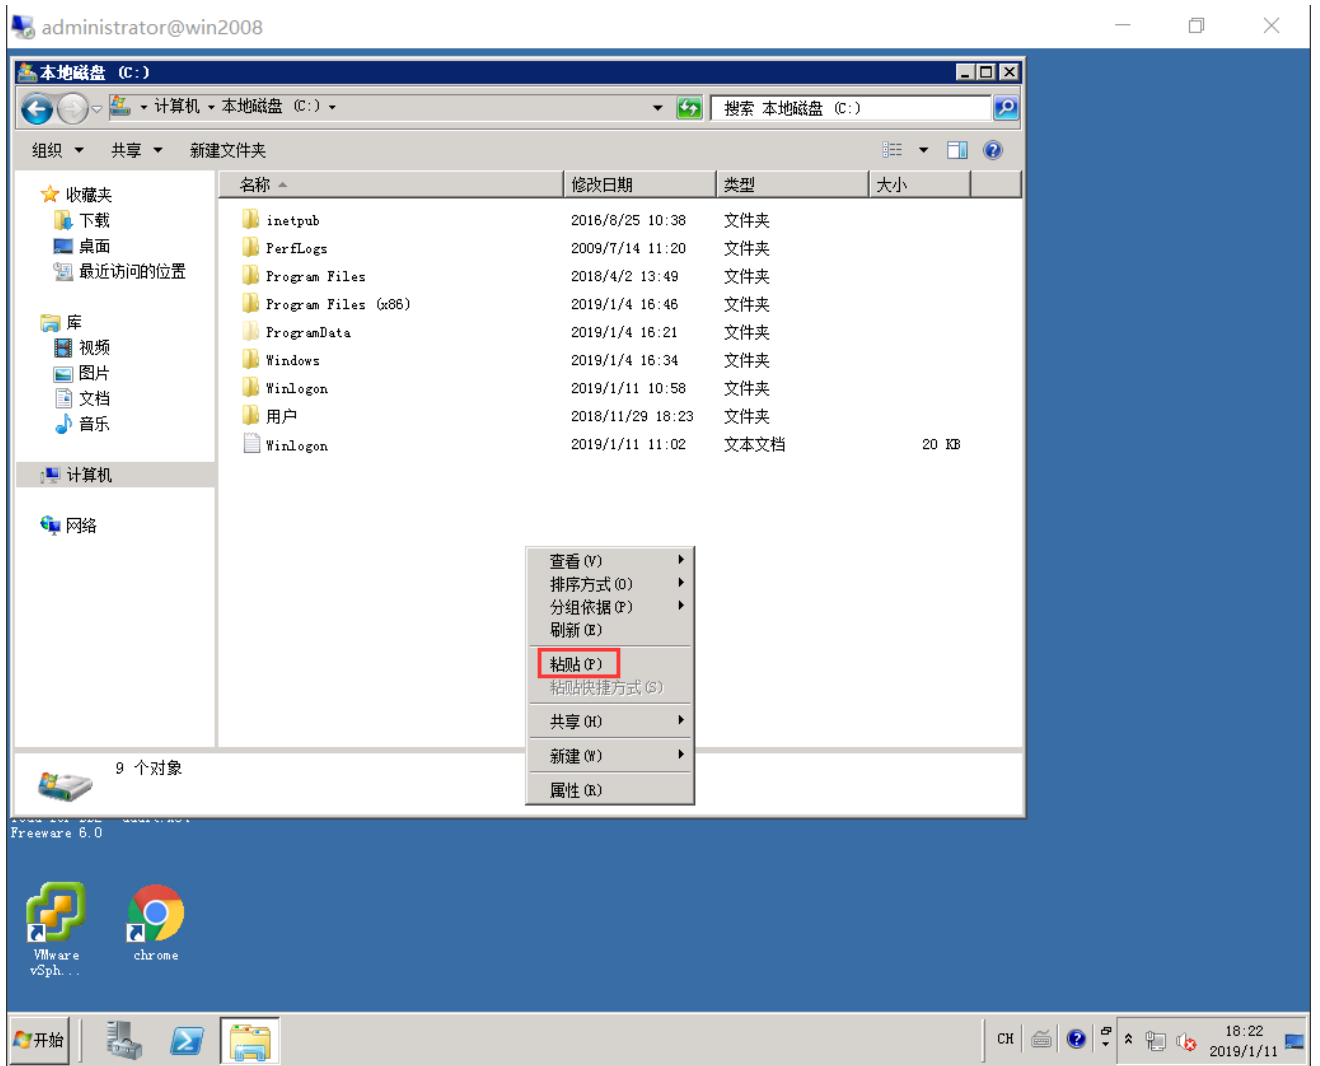 administrator@win2008
本地磁盘 (C:)
计算机 本地磁盘 (C:)
搜索 本地磁盘 (C:)
组织 共享 新建文件夹
收藏夹
下载
桌面
最近访问的位置
库
视频
图片
文档
音乐
计算机
网络
名称 修改日期 类型 大小
inetpub 2016/8/25 10:38 文件夹
PerfLogs 2009/7/14 11:20 文件夹
Program Files 2018/4/2 13:49 文件夹
Program Files (x86) 2019/1/4 16:46 文件夹
ProgramData 2019/1/4 16:21 文件夹
Windows 2019/1/4 16:34 文件夹
Winlogon 2019/1/11 10:58 文件夹
用户 2018/11/29 18:23 文件夹
Winlogon 2019/1/11 11:02 文本文档 20 KB
查看(V)
排序方式(O)
分组依据(P)
刷新(E)
粘贴(P)
粘贴快捷方式(S)
共享(H)
新建(W)
属性(R)
9 个对象
Freeware 6.0
VMware
vSph...
chrome
开始
CH
18:22
2019/1/11